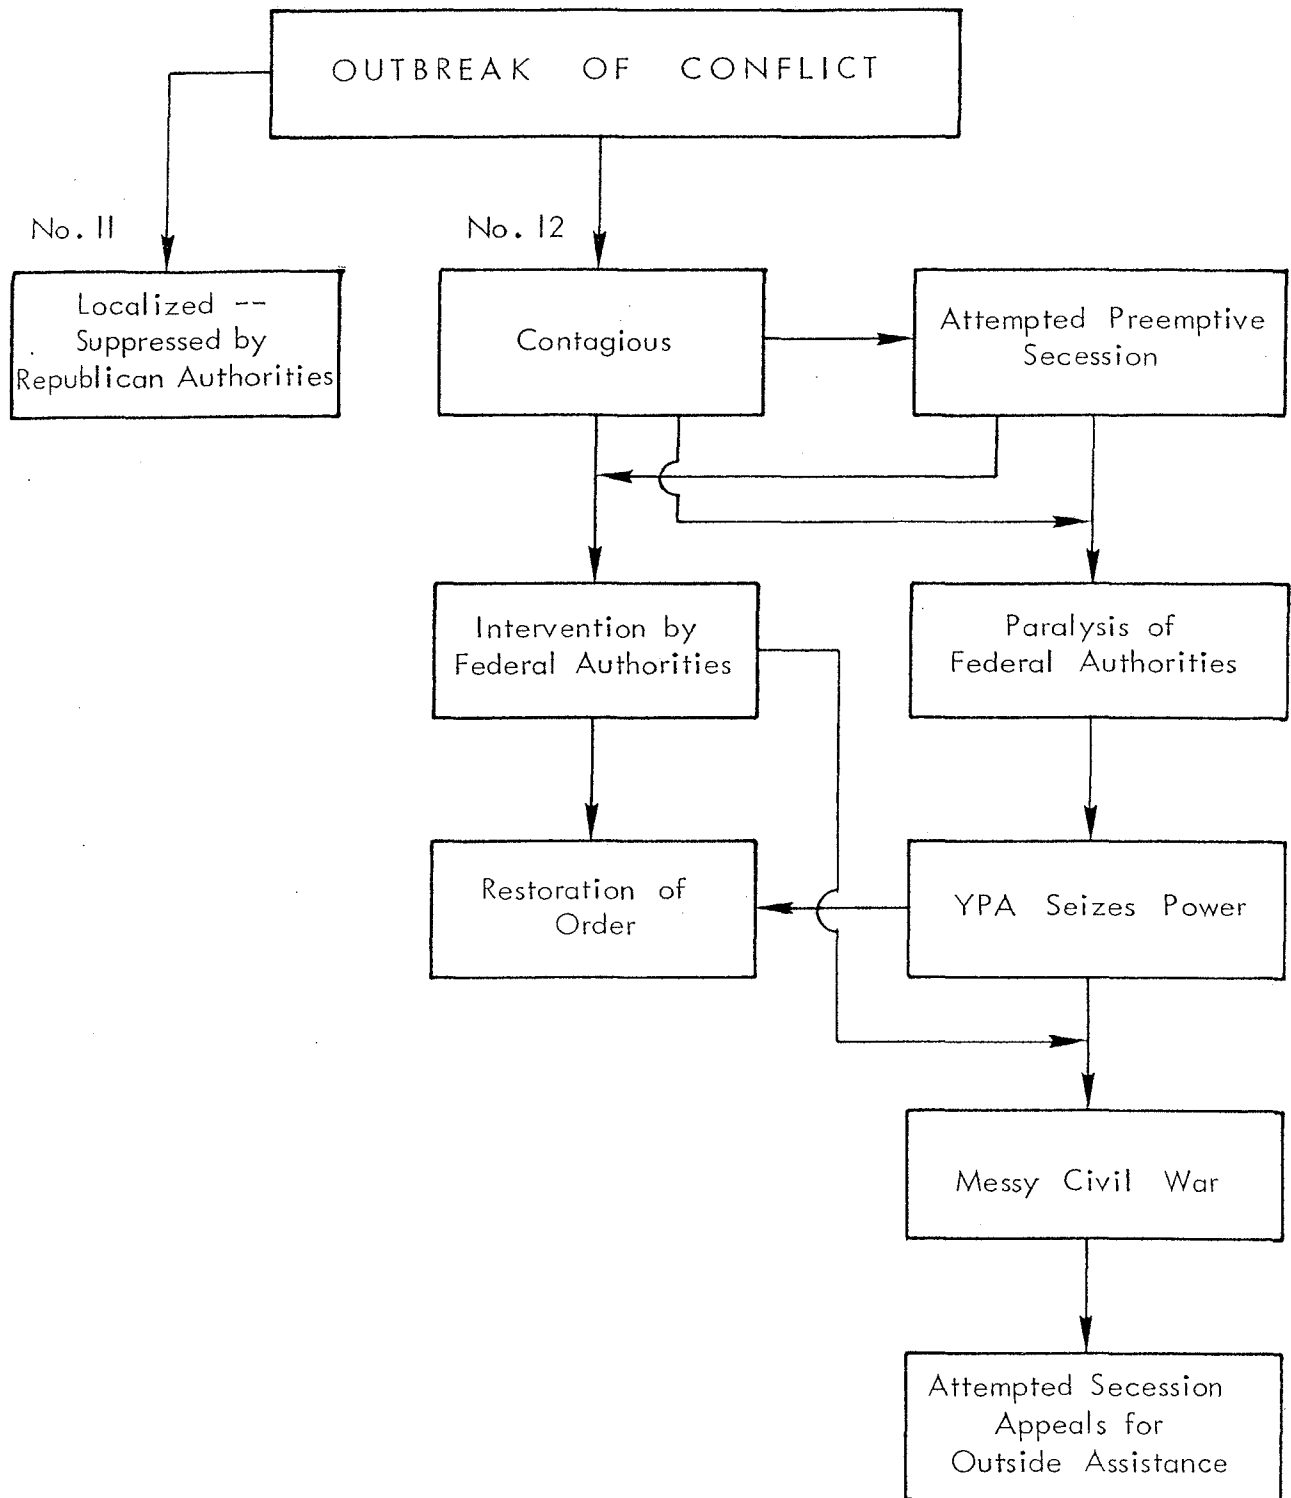 OUTBREAK OF CONFLICT
No. 11
No. 12
Localized --
Suppressed by
Republican Authorities
Contagious
Attempted Preemptive
Secession
Intervention by
Federal Authorities
Paralysis of
Federal Authorities
Restoration of
Order
YPA Seizes Power
Messy Civil War
Attempted Secession
Appeals for
Outside Assistance